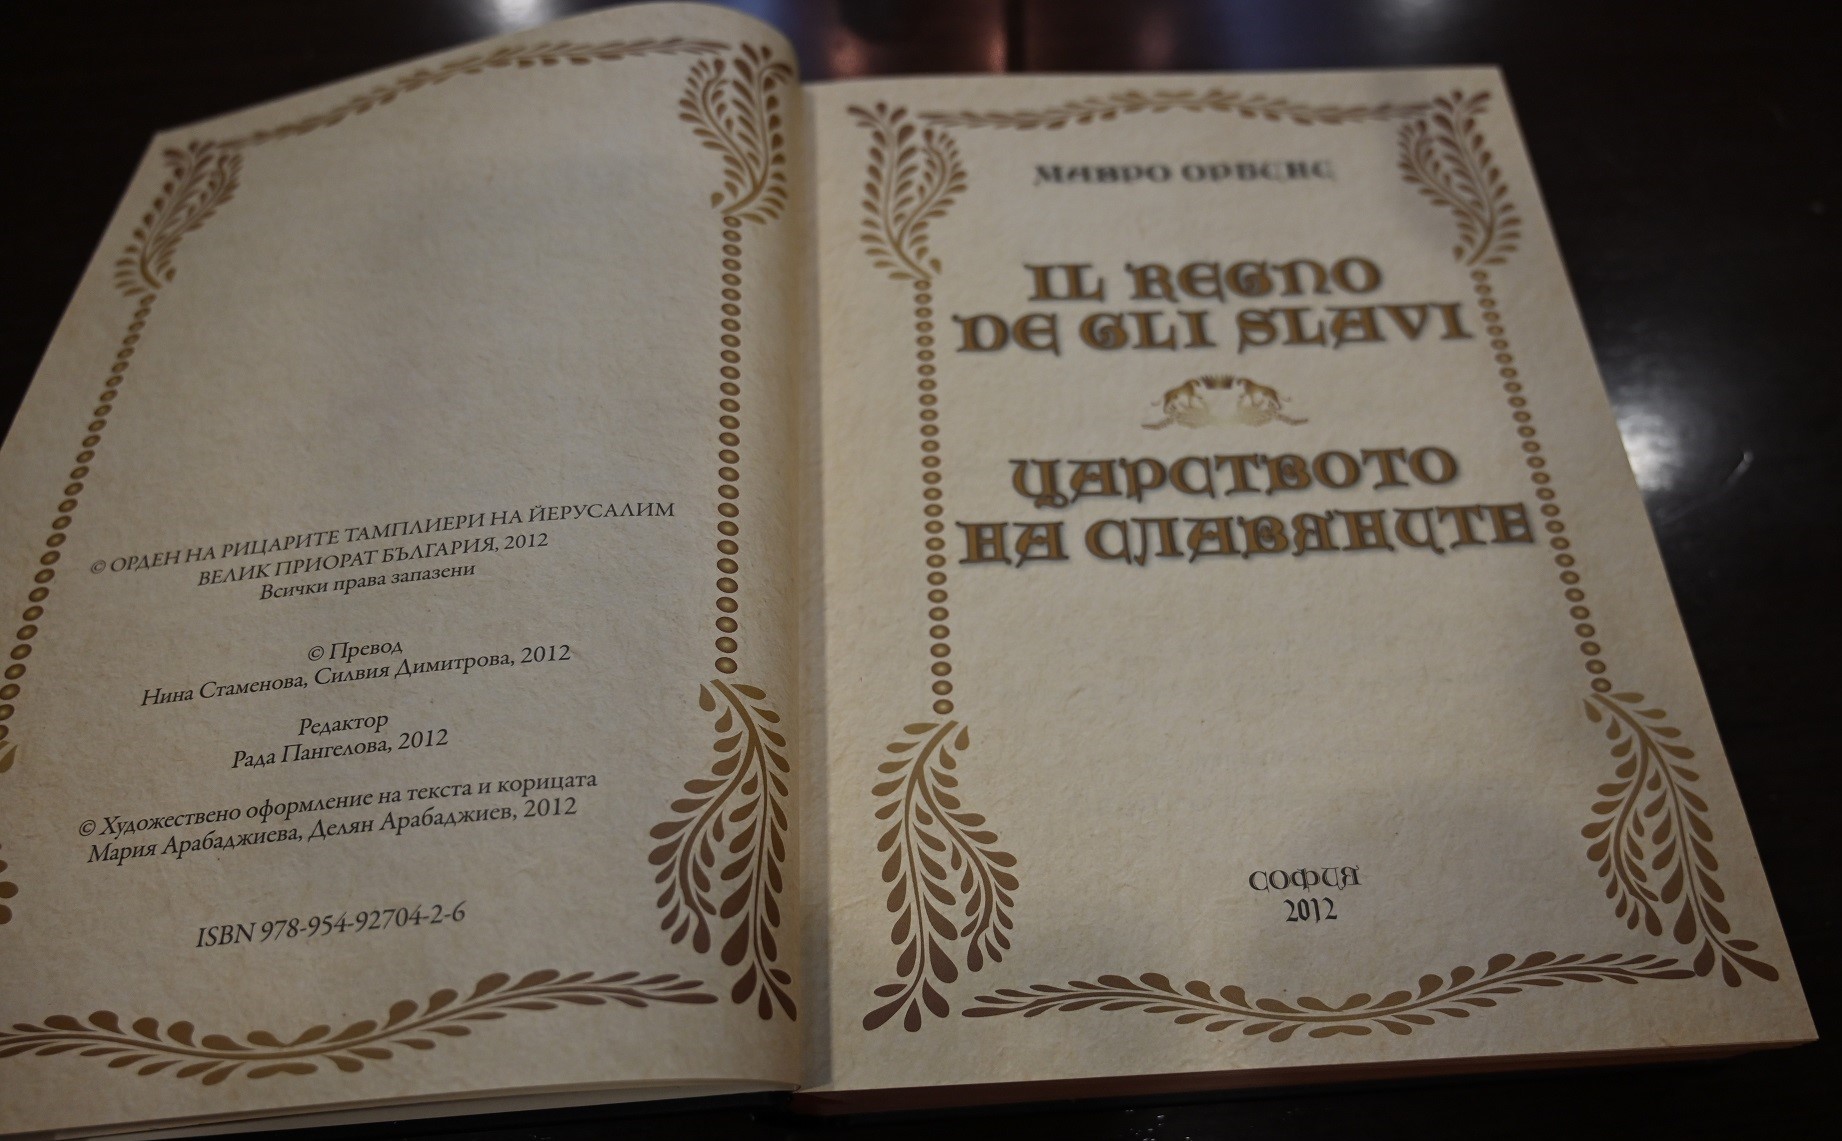 © ОРДЕН НА РИЦАРИТЕ ТАМПЛИЕРИ НА ЙЕРУСАЛИМ
ВЕЛИК ПРИОРАТ БЪЛГАРИЯ, 2012
Всички права запазени
© Превод
Нина Стаменова, Силвия Димитрова, 2012
Редактор
Рада Пангелова, 2012
© Художествено оформление на текста и корицата
Мария Арабаджиева, Делян Арабаджиев, 2012
ISBN 978-954-92704-2-6
МАВРО ОРБИНИ
IL REGNO
DE GLI SLAVI
ЦАРСТВОТО
НА СЛАВЯНИТЕ
СОФИЯ
2012